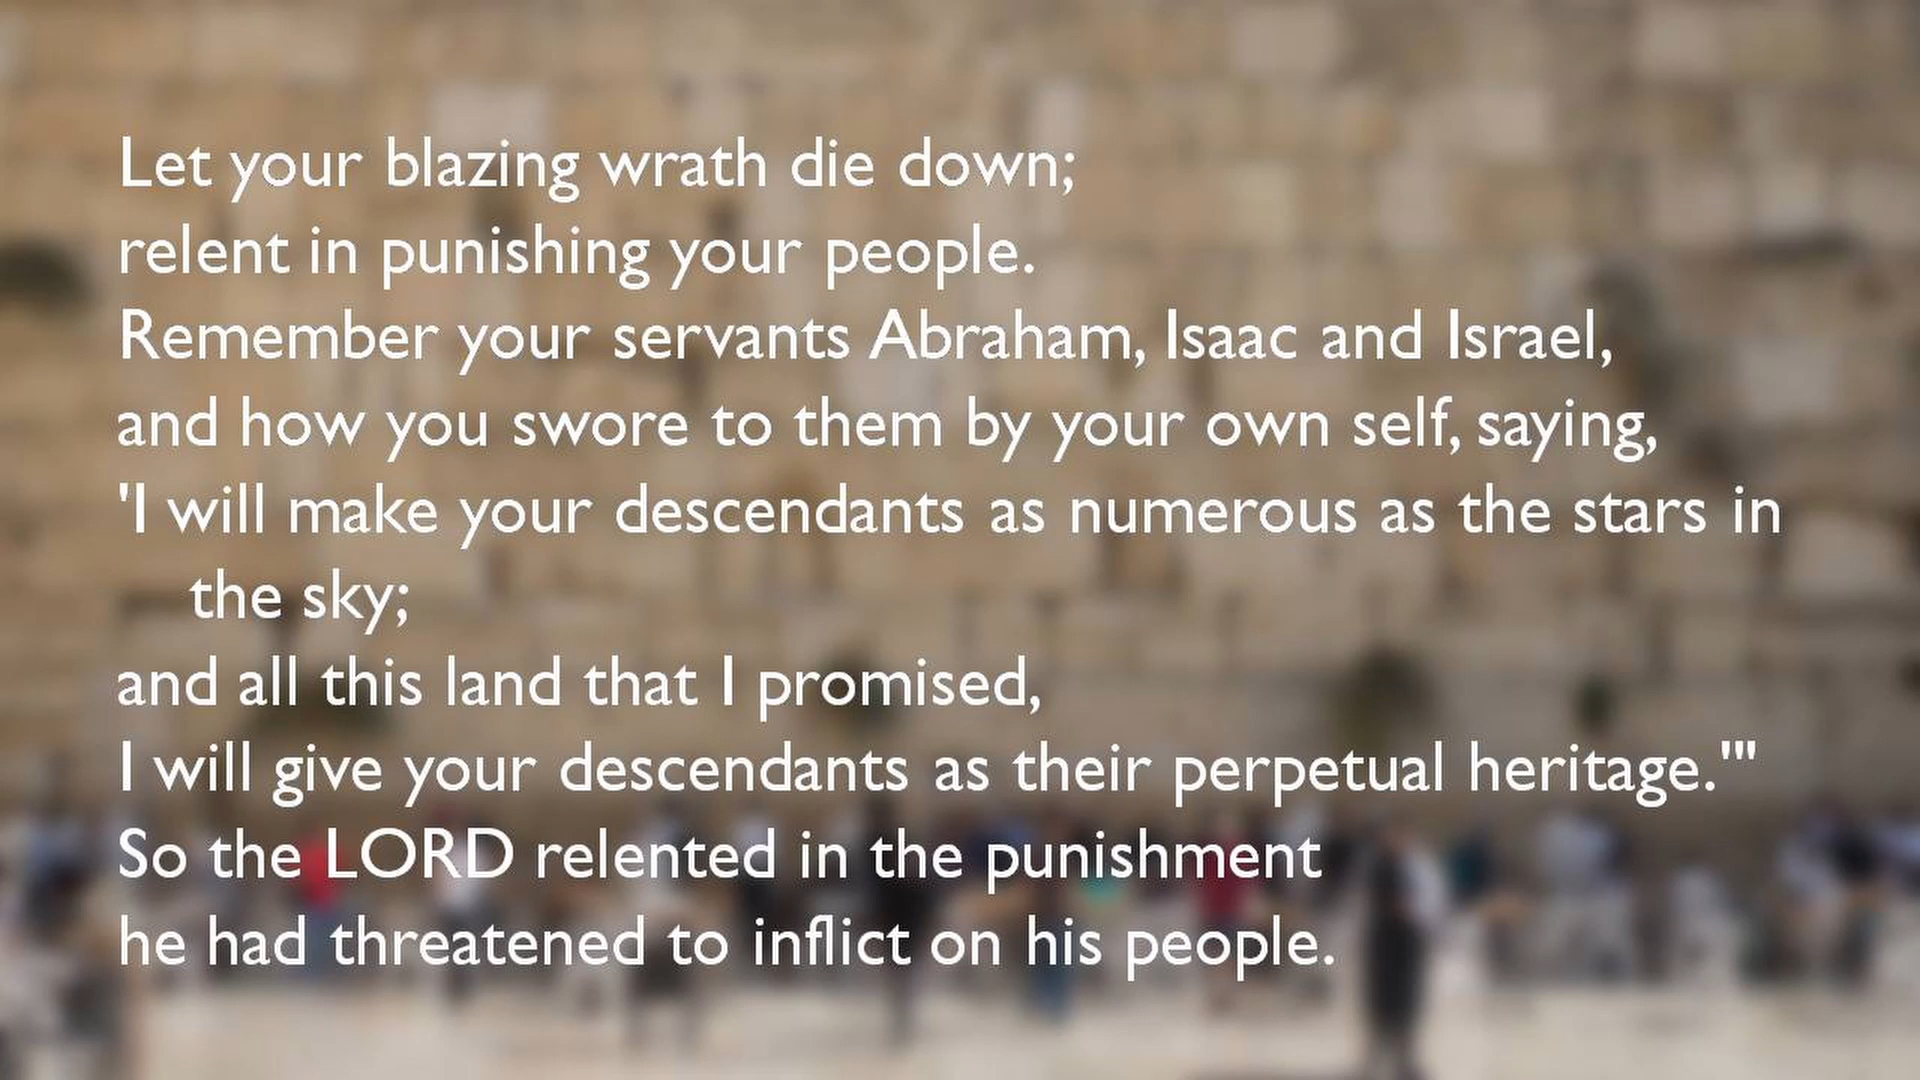 Let your blazing wrath die down;
relent in punishing your people.
Remember your servants Abraham, Isaac and Israel,
and how you swore to them by your own self, saying,
'I will make your descendants as numerous as the stars in
the sky;
and all this land that I promised,
I will give your descendants as their perpetual heritage.'"
So the LORD relented in the punishment
he had threatened to inflict on his people.